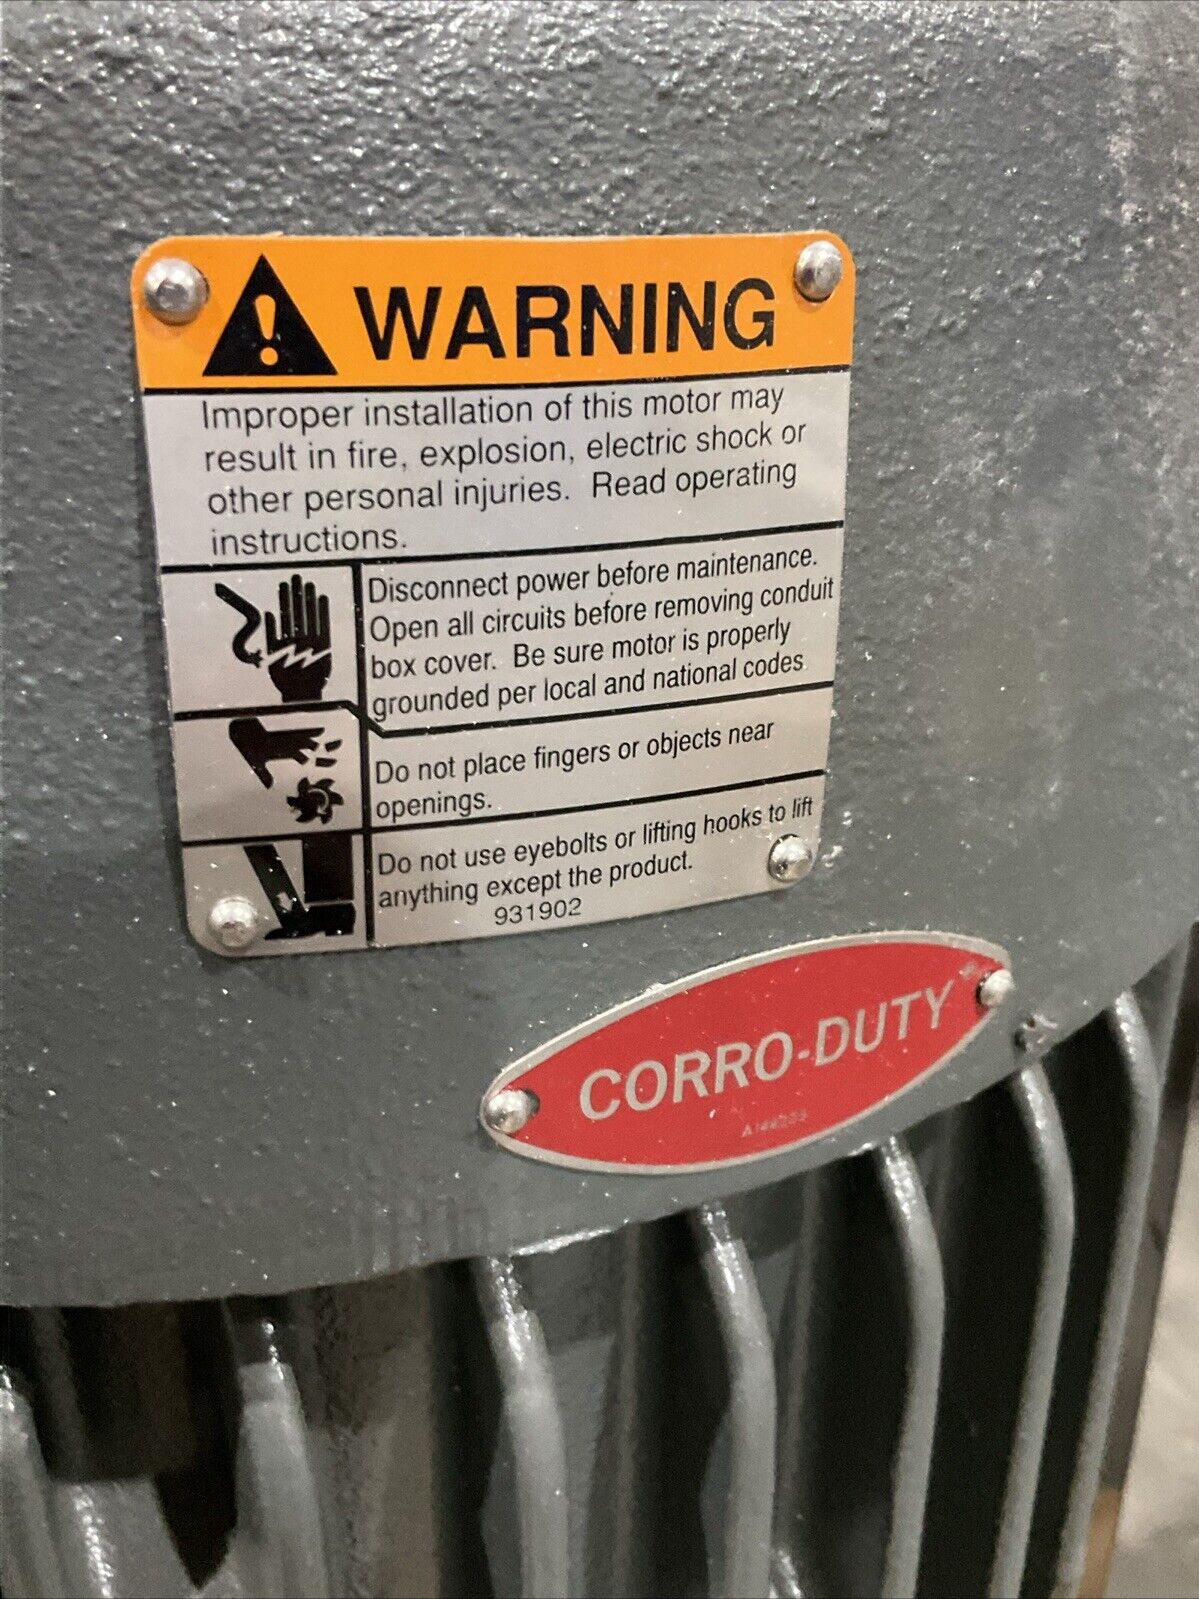 WARNING
Improper installation of this motor may
result in fire, explosion, electric shock or
other personal injuries. Read operating
instructions.
Disconnect power before maintenance.
Open all circuits before removing conduit
box cover. Be sure motor is properly
grounded per local and national codes.
Do not place fingers or objects near
openings.
Do not use eyebolts or lifting hooks to lift
anything except the product.
931902
CORRO-DUTY®